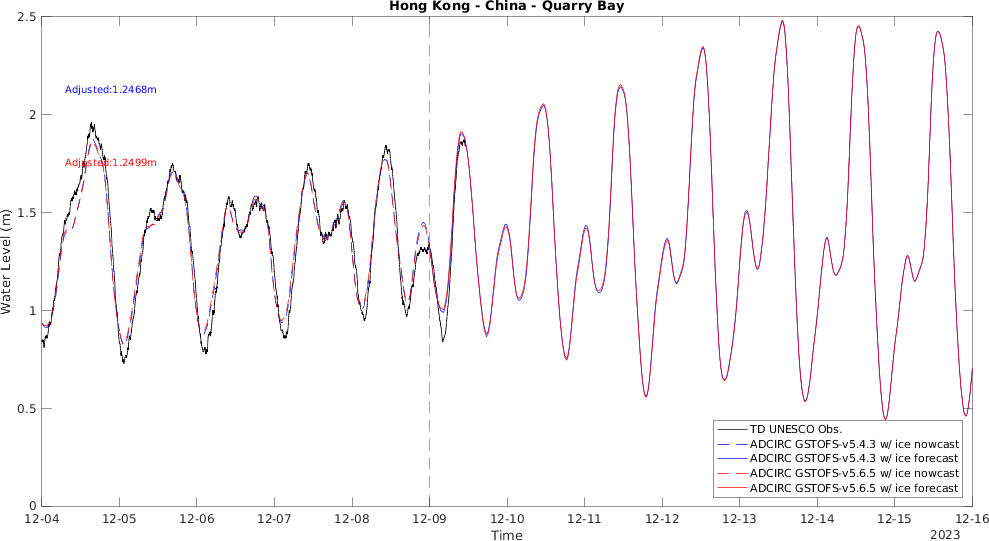 Hong Kong - China - Quarry Bay
Water Level (m)
2.5
2
1.5
1
0.5
0
Adjusted:1.2468m
Adjusted:1.2499m
TD UNESCO Obs.
ADCIRC GSTOFS-v5.4.3 w/ ice nowcast
ADCIRC GSTOFS-v5.4.3 w/ ice forecast
ADCIRC GSTOFS-v5.6.5 w/ ice nowcast
ADCIRC GSTOFS-v5.6.5 w/ ice forecast
12-04 12-05 12-06 12-07 12-08 12-09 12-10 12-11 12-12 12-13 12-14 12-15 12-16
Time
2023